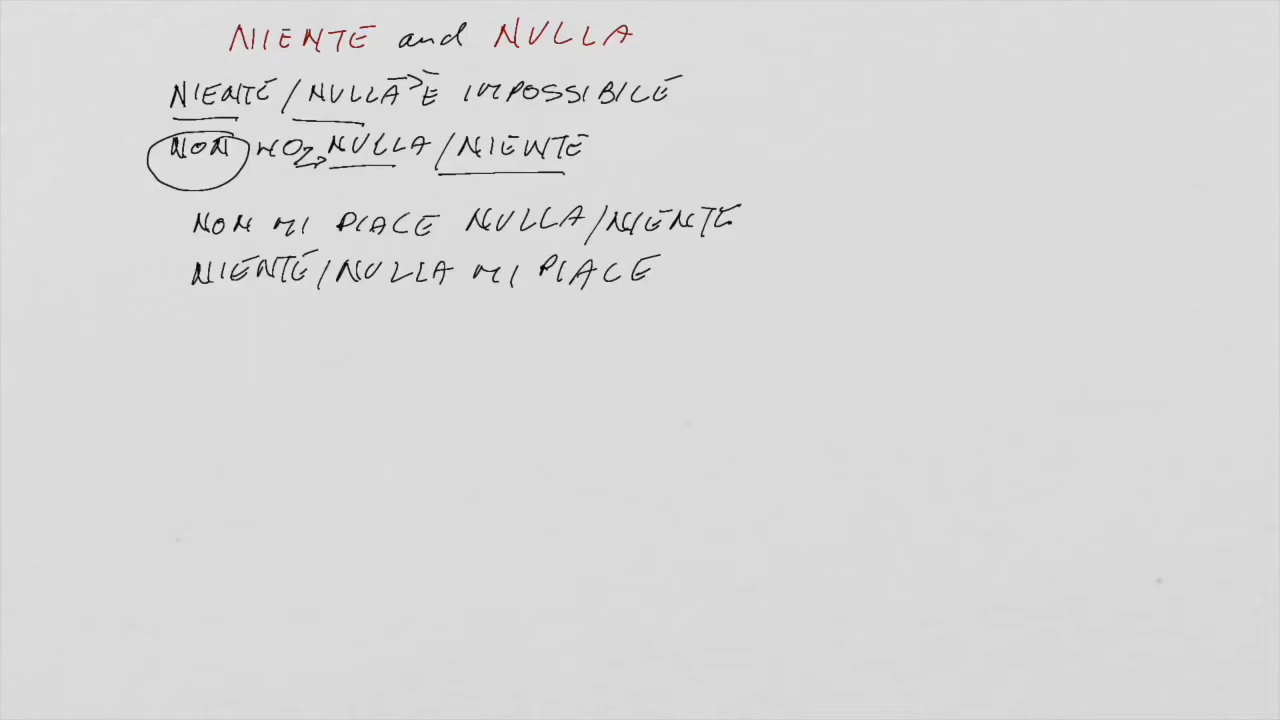 NIENTE and NULLA
NIENTE/NULLA È IMPOSSIBILE
NON HO NULLA/NIENTE
NON MI PIACE NULLA/NIENTE
NIENTE/NULLA MI PIACE